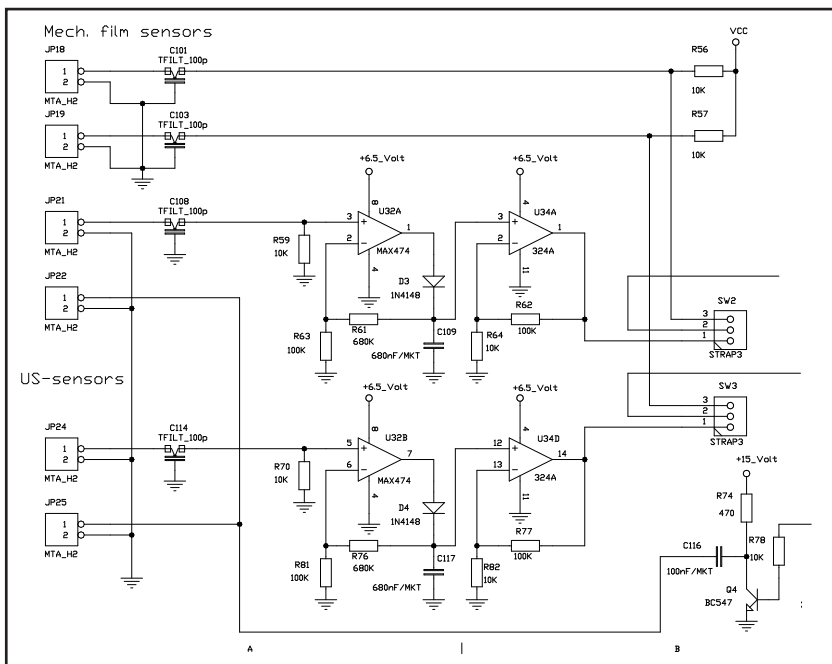 Mech. film sensors
JP18
1
2
MTA_H2
C101
TFILT_100p
VCC
R56
10K
JP19
1
2
MTA_H2
C103
TFILT_100p
R57
10K
JP21
1
2
MTA_H2
C108
TFILT_100p
R59
10K
+6.5_Volt
8
U32A
3
+
2
−
1
MAX474
4
D3
1N4148
R63
100K
R61
680K
C109
680nF/MKT
+6.5_Volt
4
U34A
3
+
2
−
1
324A
11
R62
100K
R64
10K
SW2
3
2
1
STRAP3
JP22
1
2
MTA_H2
US-sensors
JP24
1
2
MTA_H2
C114
TFILT_100p
R70
10K
+6.5_Volt
8
U32B
5
+
6
−
7
MAX474
4
D4
1N4148
R81
100K
R76
680K
C117
680nF/MKT
+6.5_Volt
4
U34D
12
+
13
−
14
324A
11
R77
100K
R82
10K
SW3
3
2
1
STRAP3
JP25
1
2
MTA_H2
+15_Volt
R74
470
R78
10K
C116
100nF/MKT
Q4
BC547
:
A
B